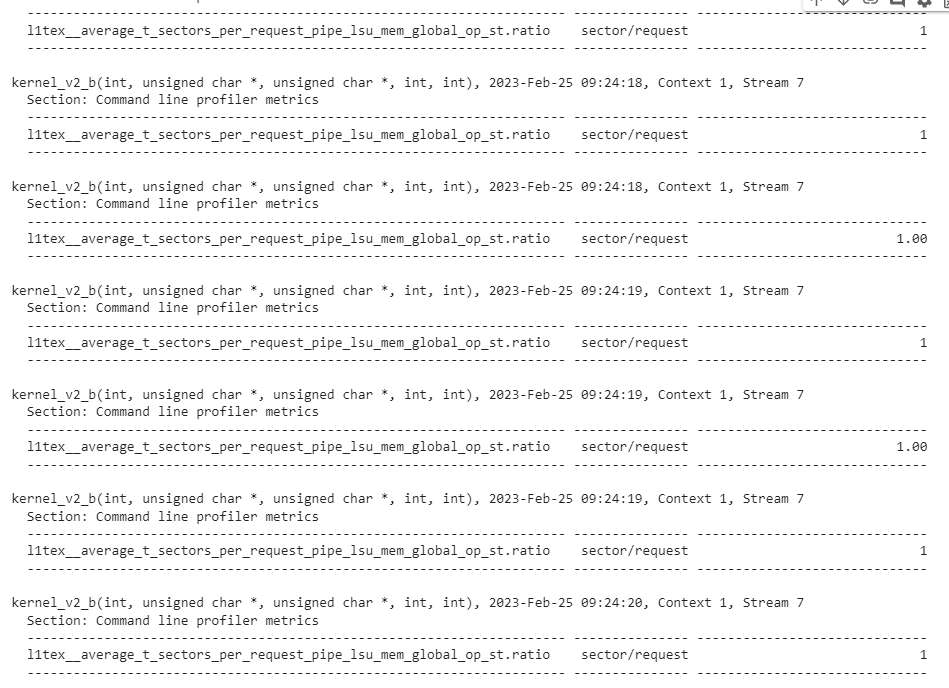 ---------------------------------------------------------------------- --------------- ------------------------------
l1tex__average_t_sectors_per_request_pipe_lsu_mem_global_op_st.ratio sector/request 1
---------------------------------------------------------------------- --------------- ------------------------------
kernel_v2_b(int, unsigned char *, unsigned char *, int, int), 2023-Feb-25 09:24:18, Context 1, Stream 7
Section: Command line profiler metrics
---------------------------------------------------------------------- --------------- ------------------------------
l1tex__average_t_sectors_per_request_pipe_lsu_mem_global_op_st.ratio sector/request 1
---------------------------------------------------------------------- --------------- ------------------------------
kernel_v2_b(int, unsigned char *, unsigned char *, int, int), 2023-Feb-25 09:24:18, Context 1, Stream 7
Section: Command line profiler metrics
---------------------------------------------------------------------- --------------- ------------------------------
l1tex__average_t_sectors_per_request_pipe_lsu_mem_global_op_st.ratio sector/request 1.00
---------------------------------------------------------------------- --------------- ------------------------------
kernel_v2_b(int, unsigned char *, unsigned char *, int, int), 2023-Feb-25 09:24:19, Context 1, Stream 7
Section: Command line profiler metrics
---------------------------------------------------------------------- --------------- ------------------------------
l1tex__average_t_sectors_per_request_pipe_lsu_mem_global_op_st.ratio sector/request 1
---------------------------------------------------------------------- --------------- ------------------------------
kernel_v2_b(int, unsigned char *, unsigned char *, int, int), 2023-Feb-25 09:24:19, Context 1, Stream 7
Section: Command line profiler metrics
---------------------------------------------------------------------- --------------- ------------------------------
l1tex__average_t_sectors_per_request_pipe_lsu_mem_global_op_st.ratio sector/request 1.00
---------------------------------------------------------------------- --------------- ------------------------------
kernel_v2_b(int, unsigned char *, unsigned char *, int, int), 2023-Feb-25 09:24:19, Context 1, Stream 7
Section: Command line profiler metrics
---------------------------------------------------------------------- --------------- ------------------------------
l1tex__average_t_sectors_per_request_pipe_lsu_mem_global_op_st.ratio sector/request 1
---------------------------------------------------------------------- --------------- ------------------------------
kernel_v2_b(int, unsigned char *, unsigned char *, int, int), 2023-Feb-25 09:24:20, Context 1, Stream 7
Section: Command line profiler metrics
---------------------------------------------------------------------- --------------- ------------------------------
l1tex__average_t_sectors_per_request_pipe_lsu_mem_global_op_st.ratio sector/request 1
---------------------------------------------------------------------- --------------- ------------------------------